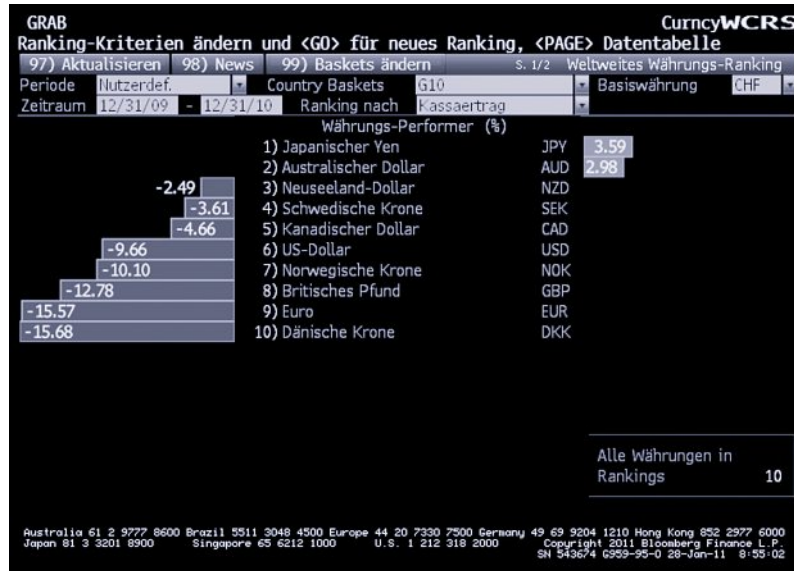 GRAB CurncyWCRS
Ranking-Kriterien ändern und <GO> für neues Ranking, <PAGE> Datentabelle
97) Aktualisieren 98) News 99) Baskets ändern S. 1/2 Weltweites Währungs-Ranking
Periode Nutzerdef. Country Baskets G10 Basiswährung CHF
Zeitraum 12/31/09 - 12/31/10 Ranking nach Kassaertrag
Währungs-Performer (%)
1) Japanischer Yen JPY 3.59
2) Australischer Dollar AUD 2.98
-2.49 3) Neuseeland-Dollar NZD
-3.61 4) Schwedische Krone SEK
-4.66 5) Kanadischer Dollar CAD
-9.66 6) US-Dollar USD
-10.10 7) Norwegische Krone NOK
-12.78 8) Britisches Pfund GBP
-15.57 9) Euro EUR
-15.68 10) Dänische Krone DKK
Alle Währungen in
Rankings 10
Australia 61 2 9777 8600 Brazil 5511 3048 4500 Europe 44 20 7330 7500 Germany 49 69 9204 1210 Hong Kong 852 2977 6000
Japan 81 3 3201 8900 Singapore 65 6212 1000 U.S. 1 212 318 2000 Copyright 2011 Bloomberg Finance L.P.
SN 543674 G959-95-0 28-Jan-11 8:55:02